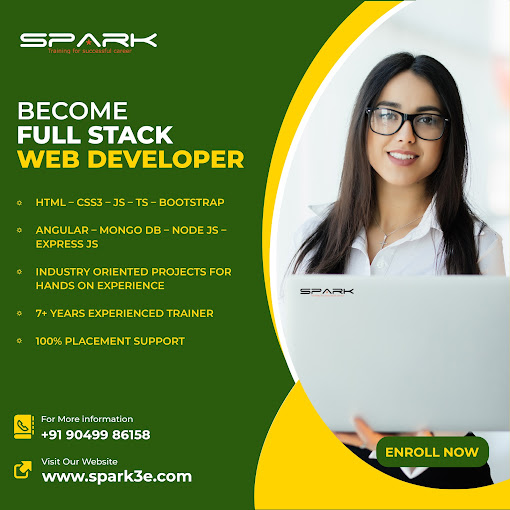 SPARK
Training for successful career
BECOME
FULL STACK
WEB DEVELOPER
HTML – CSS3 – JS – TS – BOOTSTRAP
ANGULAR – MONGO DB – NODE JS –
EXPRESS JS
INDUSTRY ORIENTED PROJECTS FOR
HANDS ON EXPERIENCE
7+ YEARS EXPERIENCED TRAINER
100% PLACEMENT SUPPORT
SPARK
For More information
+91 90499 86158
Visit Our Website
www.spark3e.com
ENROLL NOW